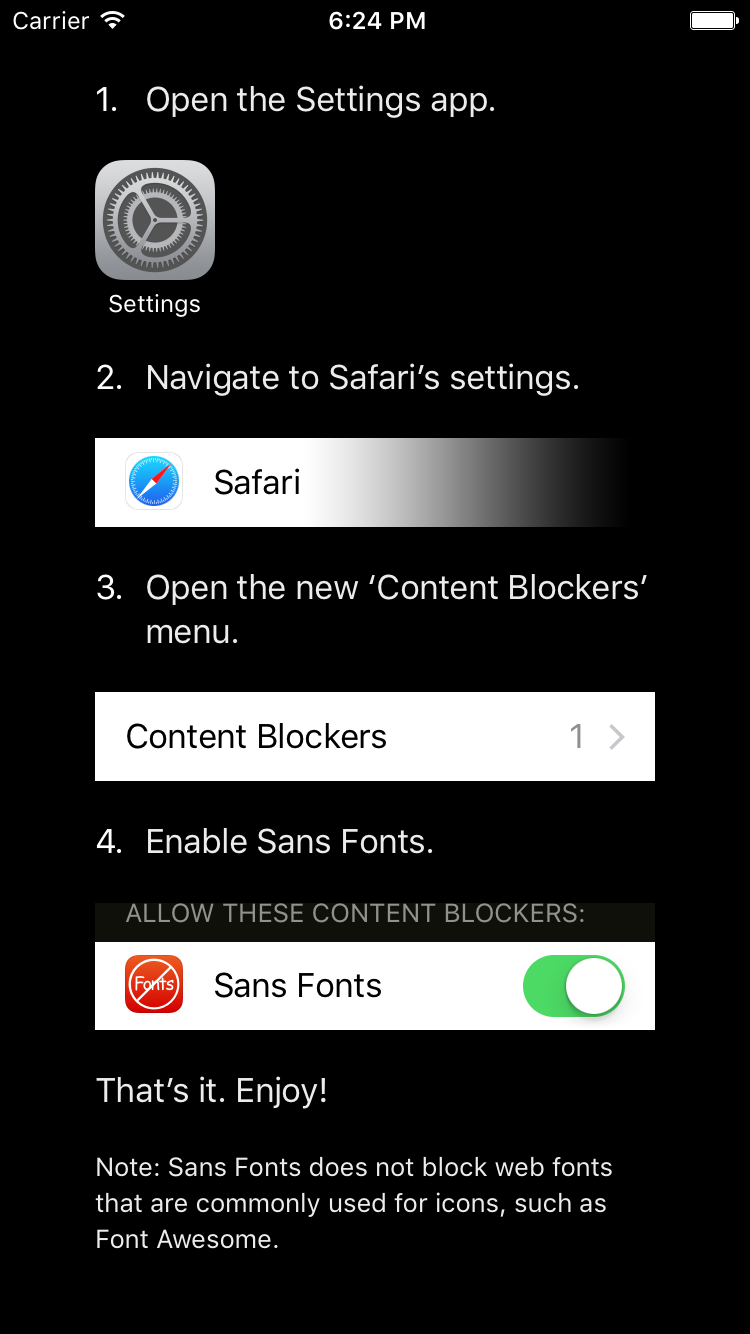 Carrier 6:24 PM
1. Open the Settings app.
Settings
2. Navigate to Safari’s settings.
Safari
3. Open the new ‘Content Blockers’
menu.
Content Blockers 1
4. Enable Sans Fonts.
ALLOW THESE CONTENT BLOCKERS:
Fonts Sans Fonts
That’s it. Enjoy!
Note: Sans Fonts does not block web fonts
that are commonly used for icons, such as
Font Awesome.